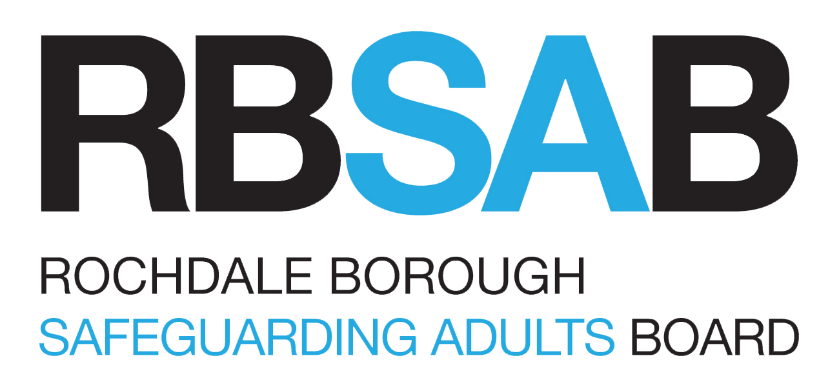 RBSAB
ROCHDALE BOROUGH
SAFEGUARDING ADULTS BOARD